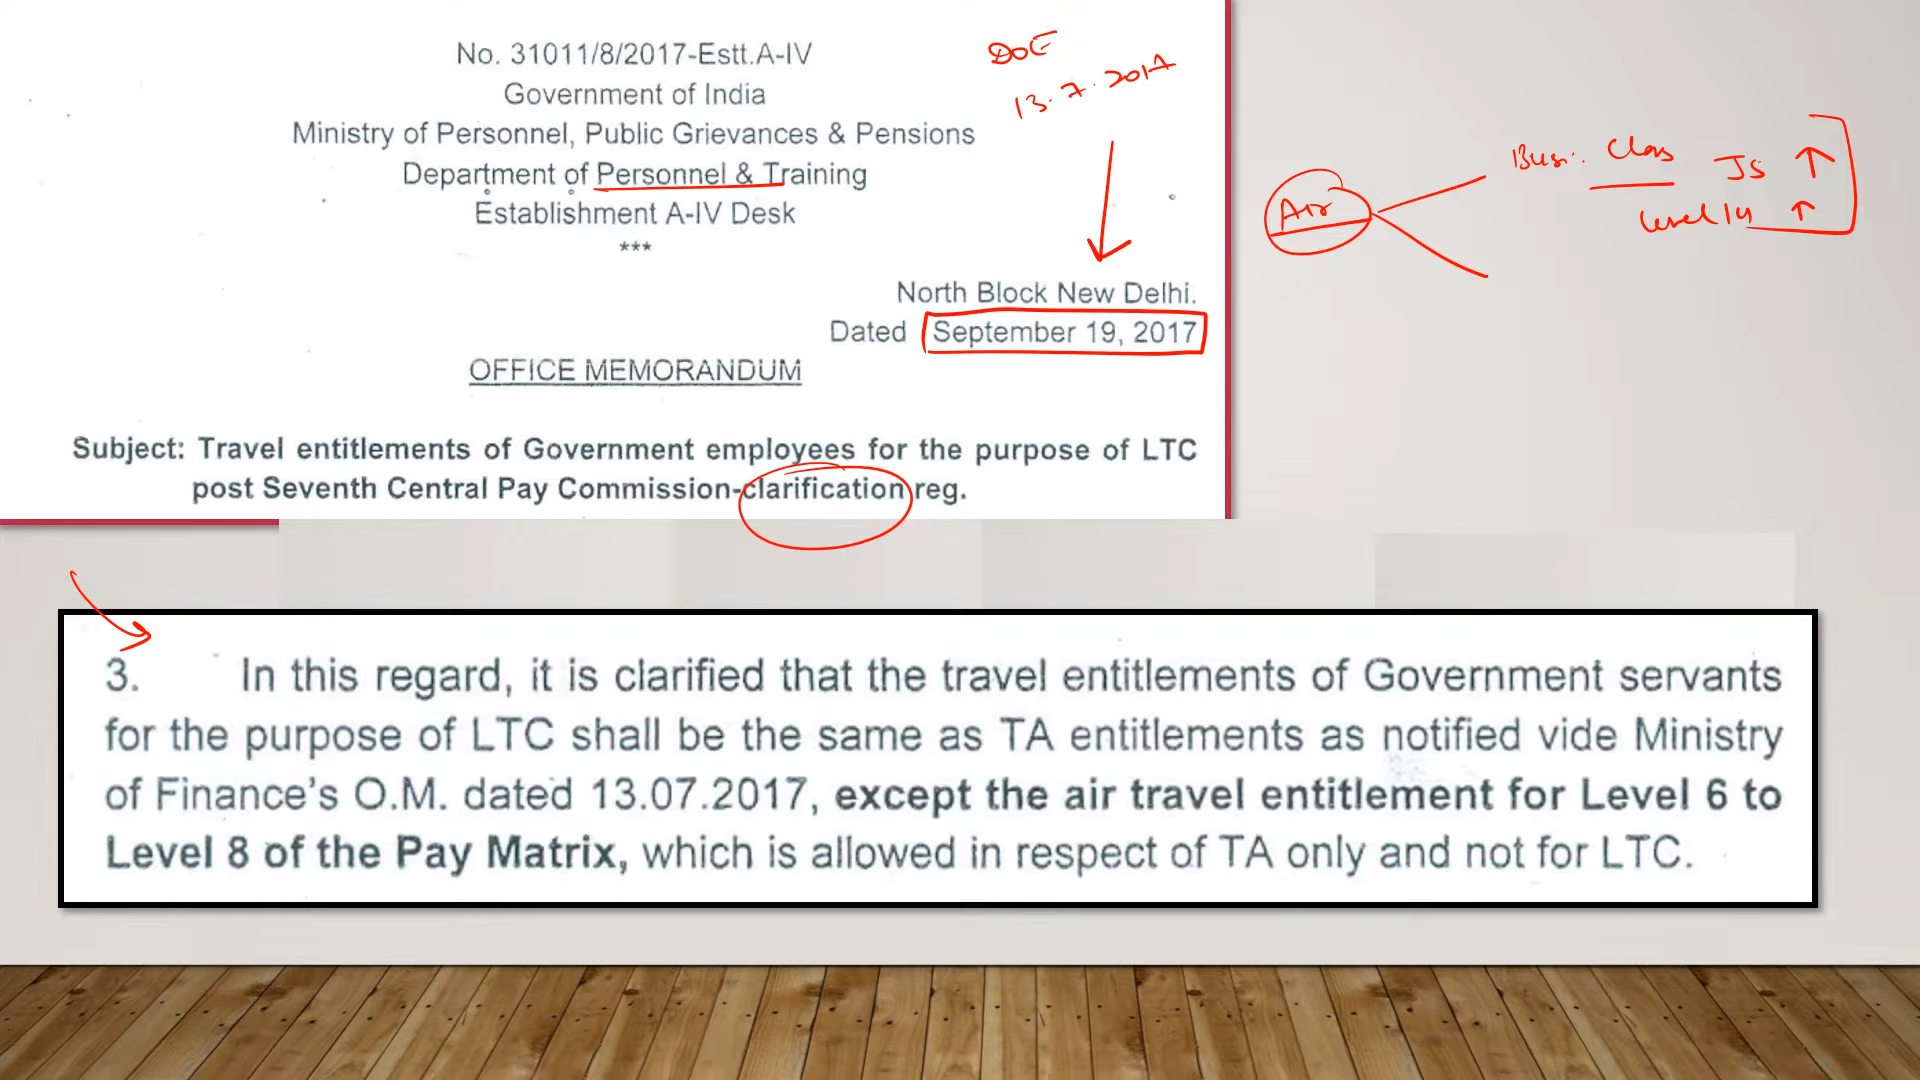 No. 31011/8/2017-Estt.A-IV
Government of India
Ministry of Personnel, Public Grievances & Pensions
Department of Personnel & Training
Establishment A-IV Desk
***
North Block New Delhi.
Dated September 19, 2017
OFFICE MEMORANDUM
Subject: Travel entitlements of Government employees for the purpose of LTC
post Seventh Central Pay Commission-clarification reg.
DOE
13.7.2017
Air
Busi. Class JS
level 14
3. In this regard, it is clarified that the travel entitlements of Government servants
for the purpose of LTC shall be the same as TA entitlements as notified vide Ministry
of Finance's O.M. dated 13.07.2017, except the air travel entitlement for Level 6 to
Level 8 of the Pay Matrix, which is allowed in respect of TA only and not for LTC.